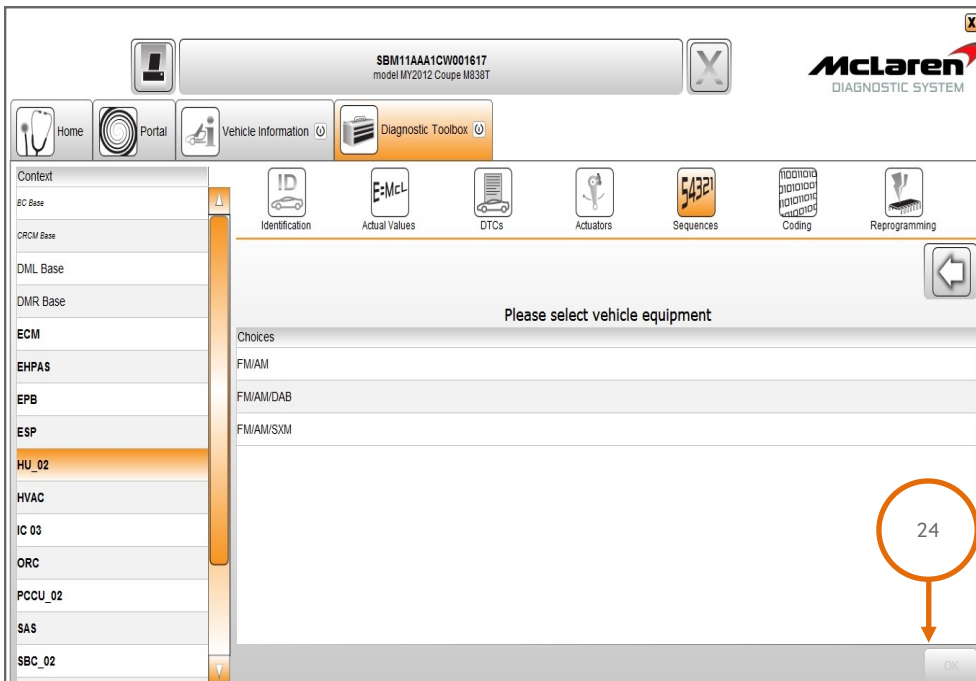 X
SBM11AAA1CW001617
model MY2012 Coupe M838T
McLaren
DIAGNOSTIC SYSTEM
Home
Portal
Vehicle Information
Diagnostic Toolbox
Context
BC Base
CRCM Base
DML Base
DMR Base
ECM
EHPAS
EPB
ESP
HU_02
HVAC
IC 03
ORC
PCCU_02
SAS
SBC_02
ID
Identification
E=McL
Actual Values
DTCs
Actuators
54321
Sequences
Coding
Reprogramming
Please select vehicle equipment
Choices
FM/AM
FM/AM/DAB
FM/AM/SXM
24
OK